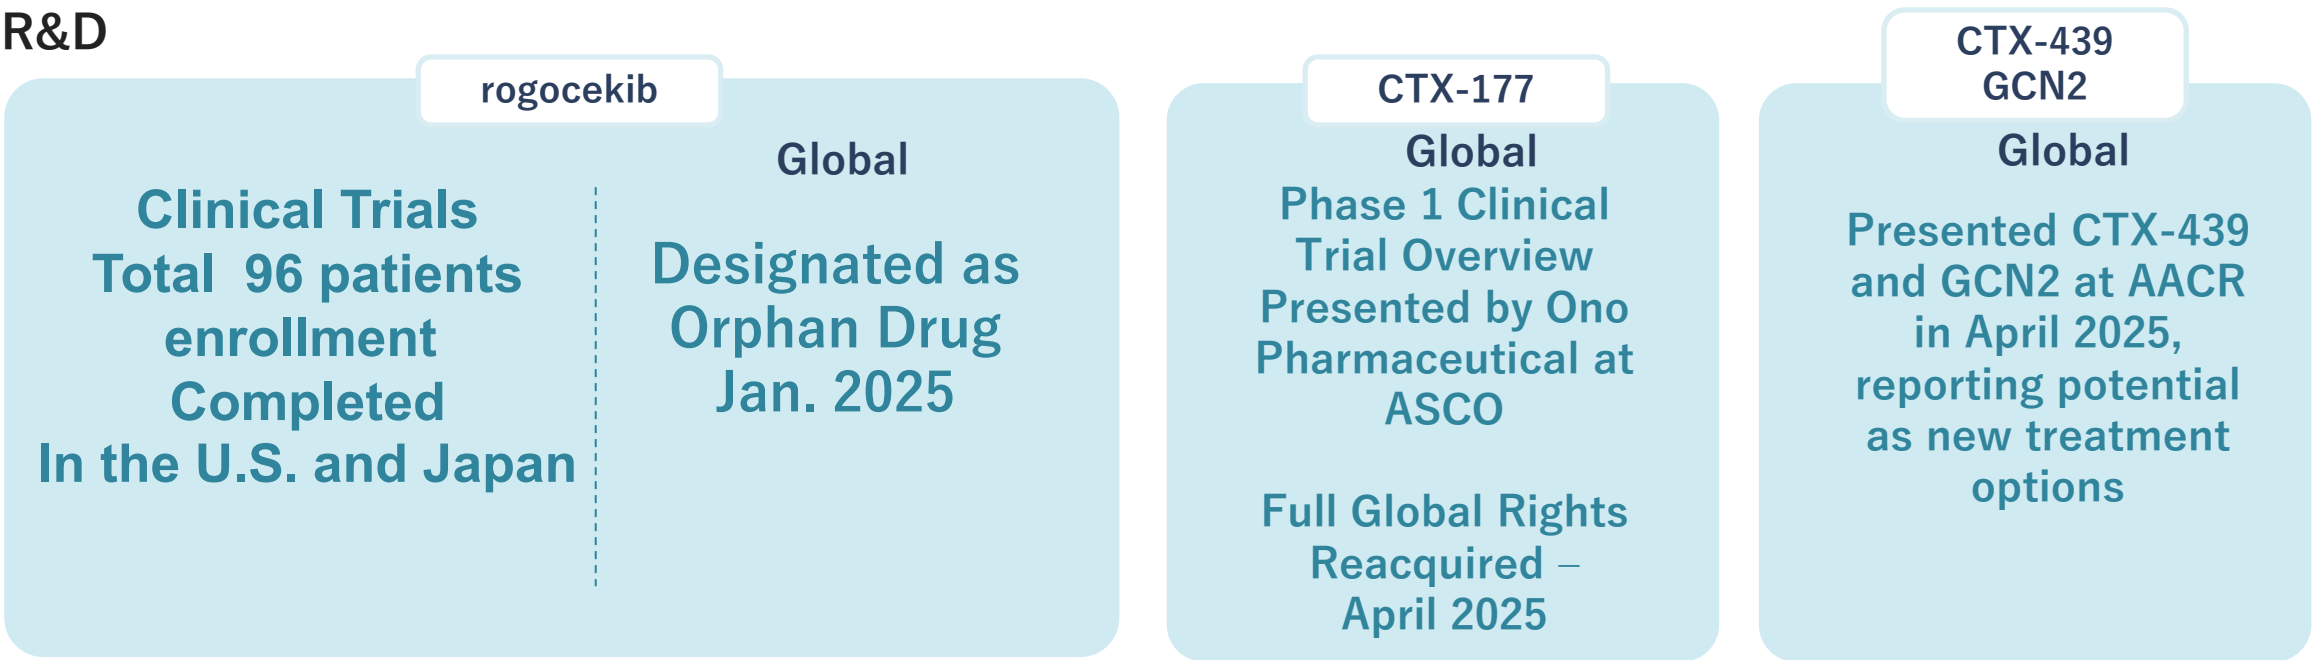 R&D
rogocekib
Clinical Trials
Total 96 patients
enrollment
Completed
In the U.S. and Japan
Global
Designated as
Orphan Drug
Jan. 2025
CTX-177
Global
Phase 1 Clinical
Trial Overview
Presented by Ono
Pharmaceutical at
ASCO
Full Global Rights
Reacquired –
April 2025
CTX-439
GCN2
Global
Presented CTX-439
and GCN2 at AACR
in April 2025,
reporting potential
as new treatment
options